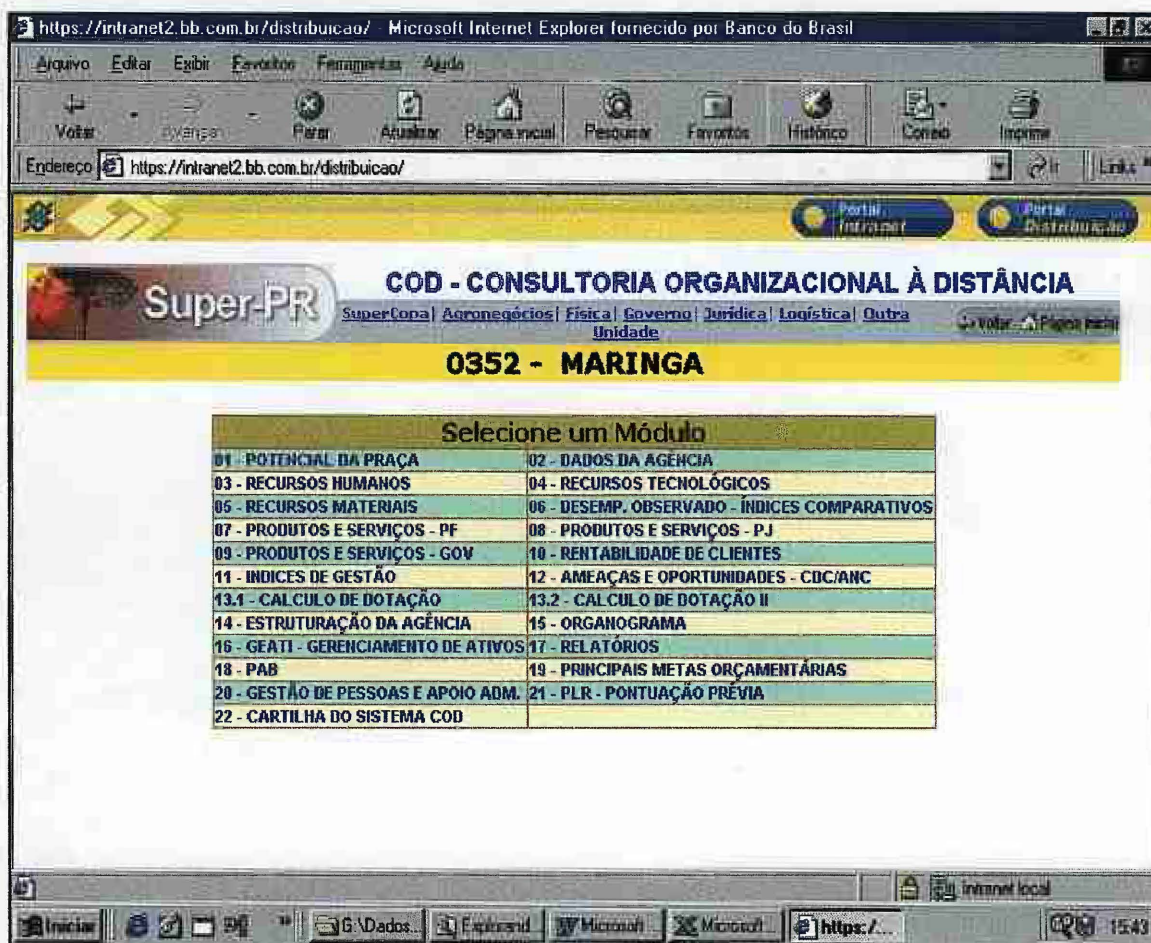 https://intranet2.bb.com.br/distribuicao/ - Microsoft Internet Explorer fornecido por Banco do Brasil
Arquivo Editar Exibir Favoritos Ferramentas Ajuda
Voltar Avançar Parar Atualizar Página inicial Pesquisar Favoritos Histórico Correio Imprimir
Endereço https://intranet2.bb.com.br/distribuicao/ Ir Links
Portal Intranet Portal Distribuição
COD - CONSULTORIA ORGANIZACIONAL À DISTÂNCIA
Super-PR
SuperCopa| Agronegócios| Física| Governo| Jurídica| Logística| Outra
Unidade
Voltar Página inicial
0352 - MARINGA
Selecione um Módulo
01 - POTENCIAL DA PRAÇA 02 - DADOS DA AGÊNCIA
03 - RECURSOS HUMANOS 04 - RECURSOS TECNOLÓGICOS
05 - RECURSOS MATERIAIS 06 - DESEMP. OBSERVADO - ÍNDICES COMPARATIVOS
07 - PRODUTOS E SERVIÇOS - PF 08 - PRODUTOS E SERVIÇOS - PJ
09 - PRODUTOS E SERVIÇOS - GOV 10 - RENTABILIDADE DE CLIENTES
11 - INDICES DE GESTÃO 12 - AMEAÇAS E OPORTUNIDADES - CDC/ANC
13.1 - CALCULO DE DOTAÇÃO 13.2 - CALCULO DE DOTAÇÃO II
14 - ESTRUTURAÇÃO DA AGÊNCIA 15 - ORGANOGRAMA
16 - GEATI - GERENCIAMENTO DE ATIVOS 17 - RELATÓRIOS
18 - PAB 19 - PRINCIPAIS METAS ORÇAMENTÁRIAS
20 - GESTÃO DE PESSOAS E APOIO ADM. 21 - PLR - PONTUAÇÃO PRÉVIA
22 - CARTILHA DO SISTEMA COD
intranet local
Iniciar G:\Dados... Microsoft... Microsoft... https:/... 15:43